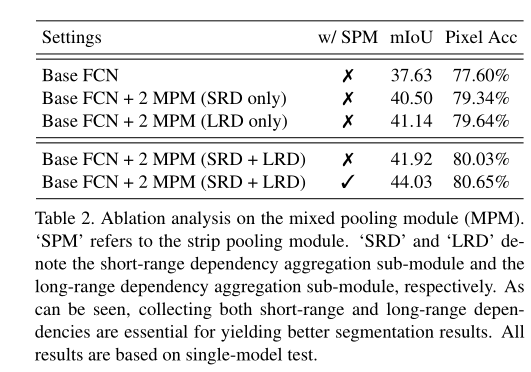 Settings w/ SPM mIoU Pixel Acc
Base FCN ✗ 37.63 77.60%
Base FCN + 2 MPM (SRD only) ✗ 40.50 79.34%
Base FCN + 2 MPM (LRD only) ✗ 41.14 79.64%
Base FCN + 2 MPM (SRD + LRD) ✗ 41.92 80.03%
Base FCN + 2 MPM (SRD + LRD) ✓ 44.03 80.65%
Table 2. Ablation analysis on the mixed pooling module (MPM).
‘SPM’ refers to the strip pooling module. ‘SRD’ and ‘LRD’ de-
note the short-range dependency aggregation sub-module and the
long-range dependency aggregation sub-module, respectively. As
can be seen, collecting both short-range and long-range depen-
dencies are essential for yielding better segmentation results. All
results are based on single-model test.